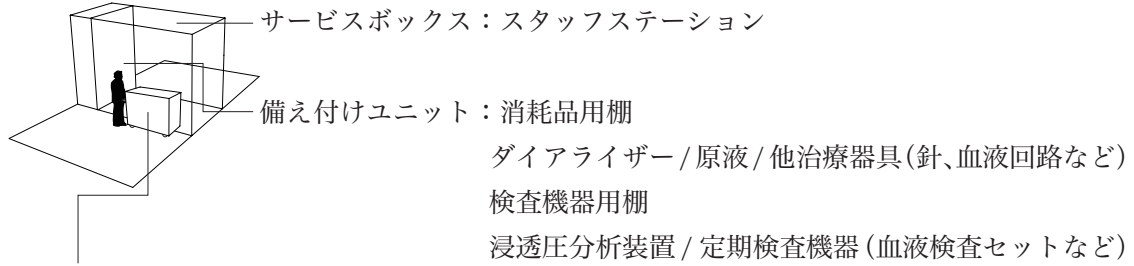 サービスボックス：スタッフステーション
備え付けユニット：消耗品用棚
ダイアライザー / 原液 / 他治療器具（針、血液回路など）
検査機器用棚
浸透圧分析装置 / 定期検査機器（血液検査セットなど）